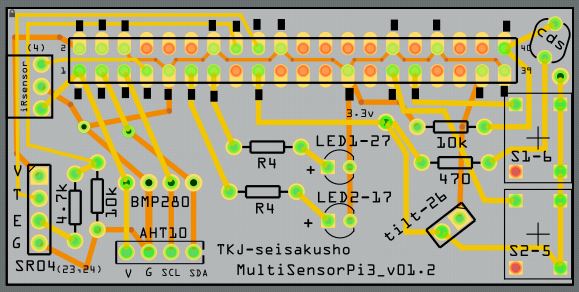 (4)
2
40
cds
iRsensor
1
39
3.3v
LED1-27
10k
S1-6
V
R4
+
470
T
4.7k
10k
BMP280
R4
LED2-17
+
tilt-26
E
G
AHT10
S2-5
SR04(23,24)
V G SCL SDA
TKJ-seisakusho
MultiSensorPi3_v01.2